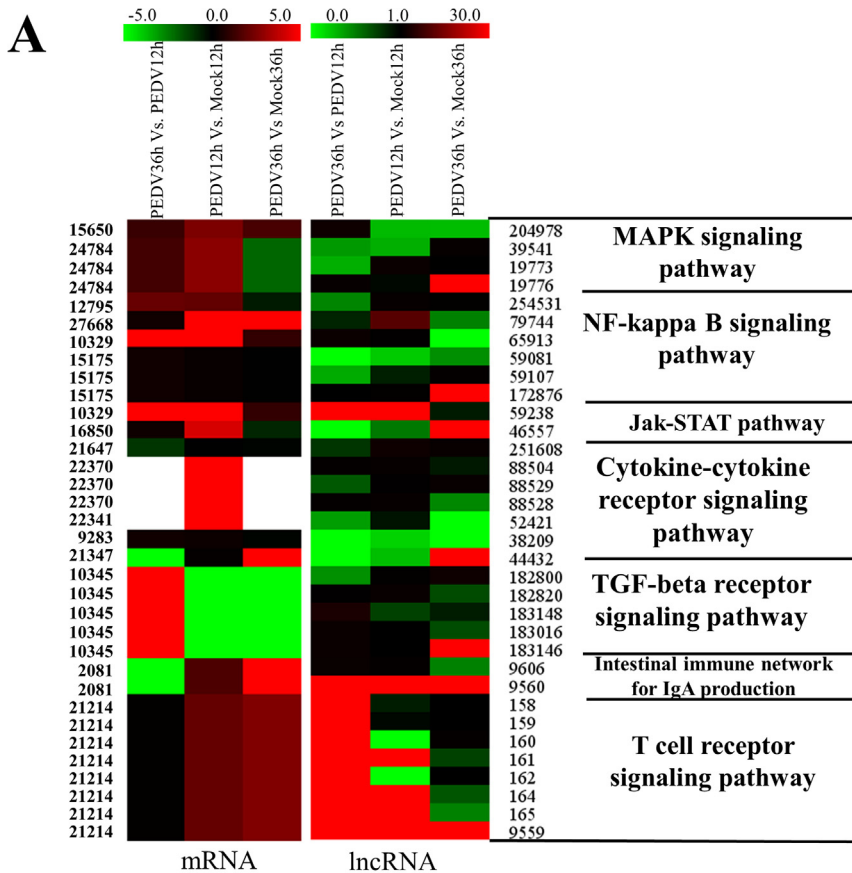 A
-5.0 0.0 5.0
0.0 1.0 30.0
PEDV36h Vs. PEDV12h
PEDV12h Vs. Mock12h
PEDV36h Vs. Mock36h
PEDV36h Vs PEDV12h
PEDV12h Vs. Mock12h
PEDV36h Vs. Mock36h
15650
24784
24784
24784
12795
27668
10329
15175
15175
15175
10329
16850
21647
22370
22370
22370
22341
9283
21347
10345
10345
10345
10345
10345
2081
2081
21214
21214
21214
21214
21214
21214
21214
21214
204978
39541
19773
19776
254531
79744
65913
59081
59107
172876
59238
46557
251608
88504
88529
88528
52421
38209
44432
182800
182820
183148
183016
183146
9606
9560
158
159
160
161
162
164
165
9559
MAPK signaling
pathway
NF-kappa B signaling
pathway
Jak-STAT pathway
Cytokine-cytokine
receptor signaling
pathway
TGF-beta receptor
signaling pathway
Intestinal immune network
for IgA production
T cell receptor
signaling pathway
mRNA
lncRNA